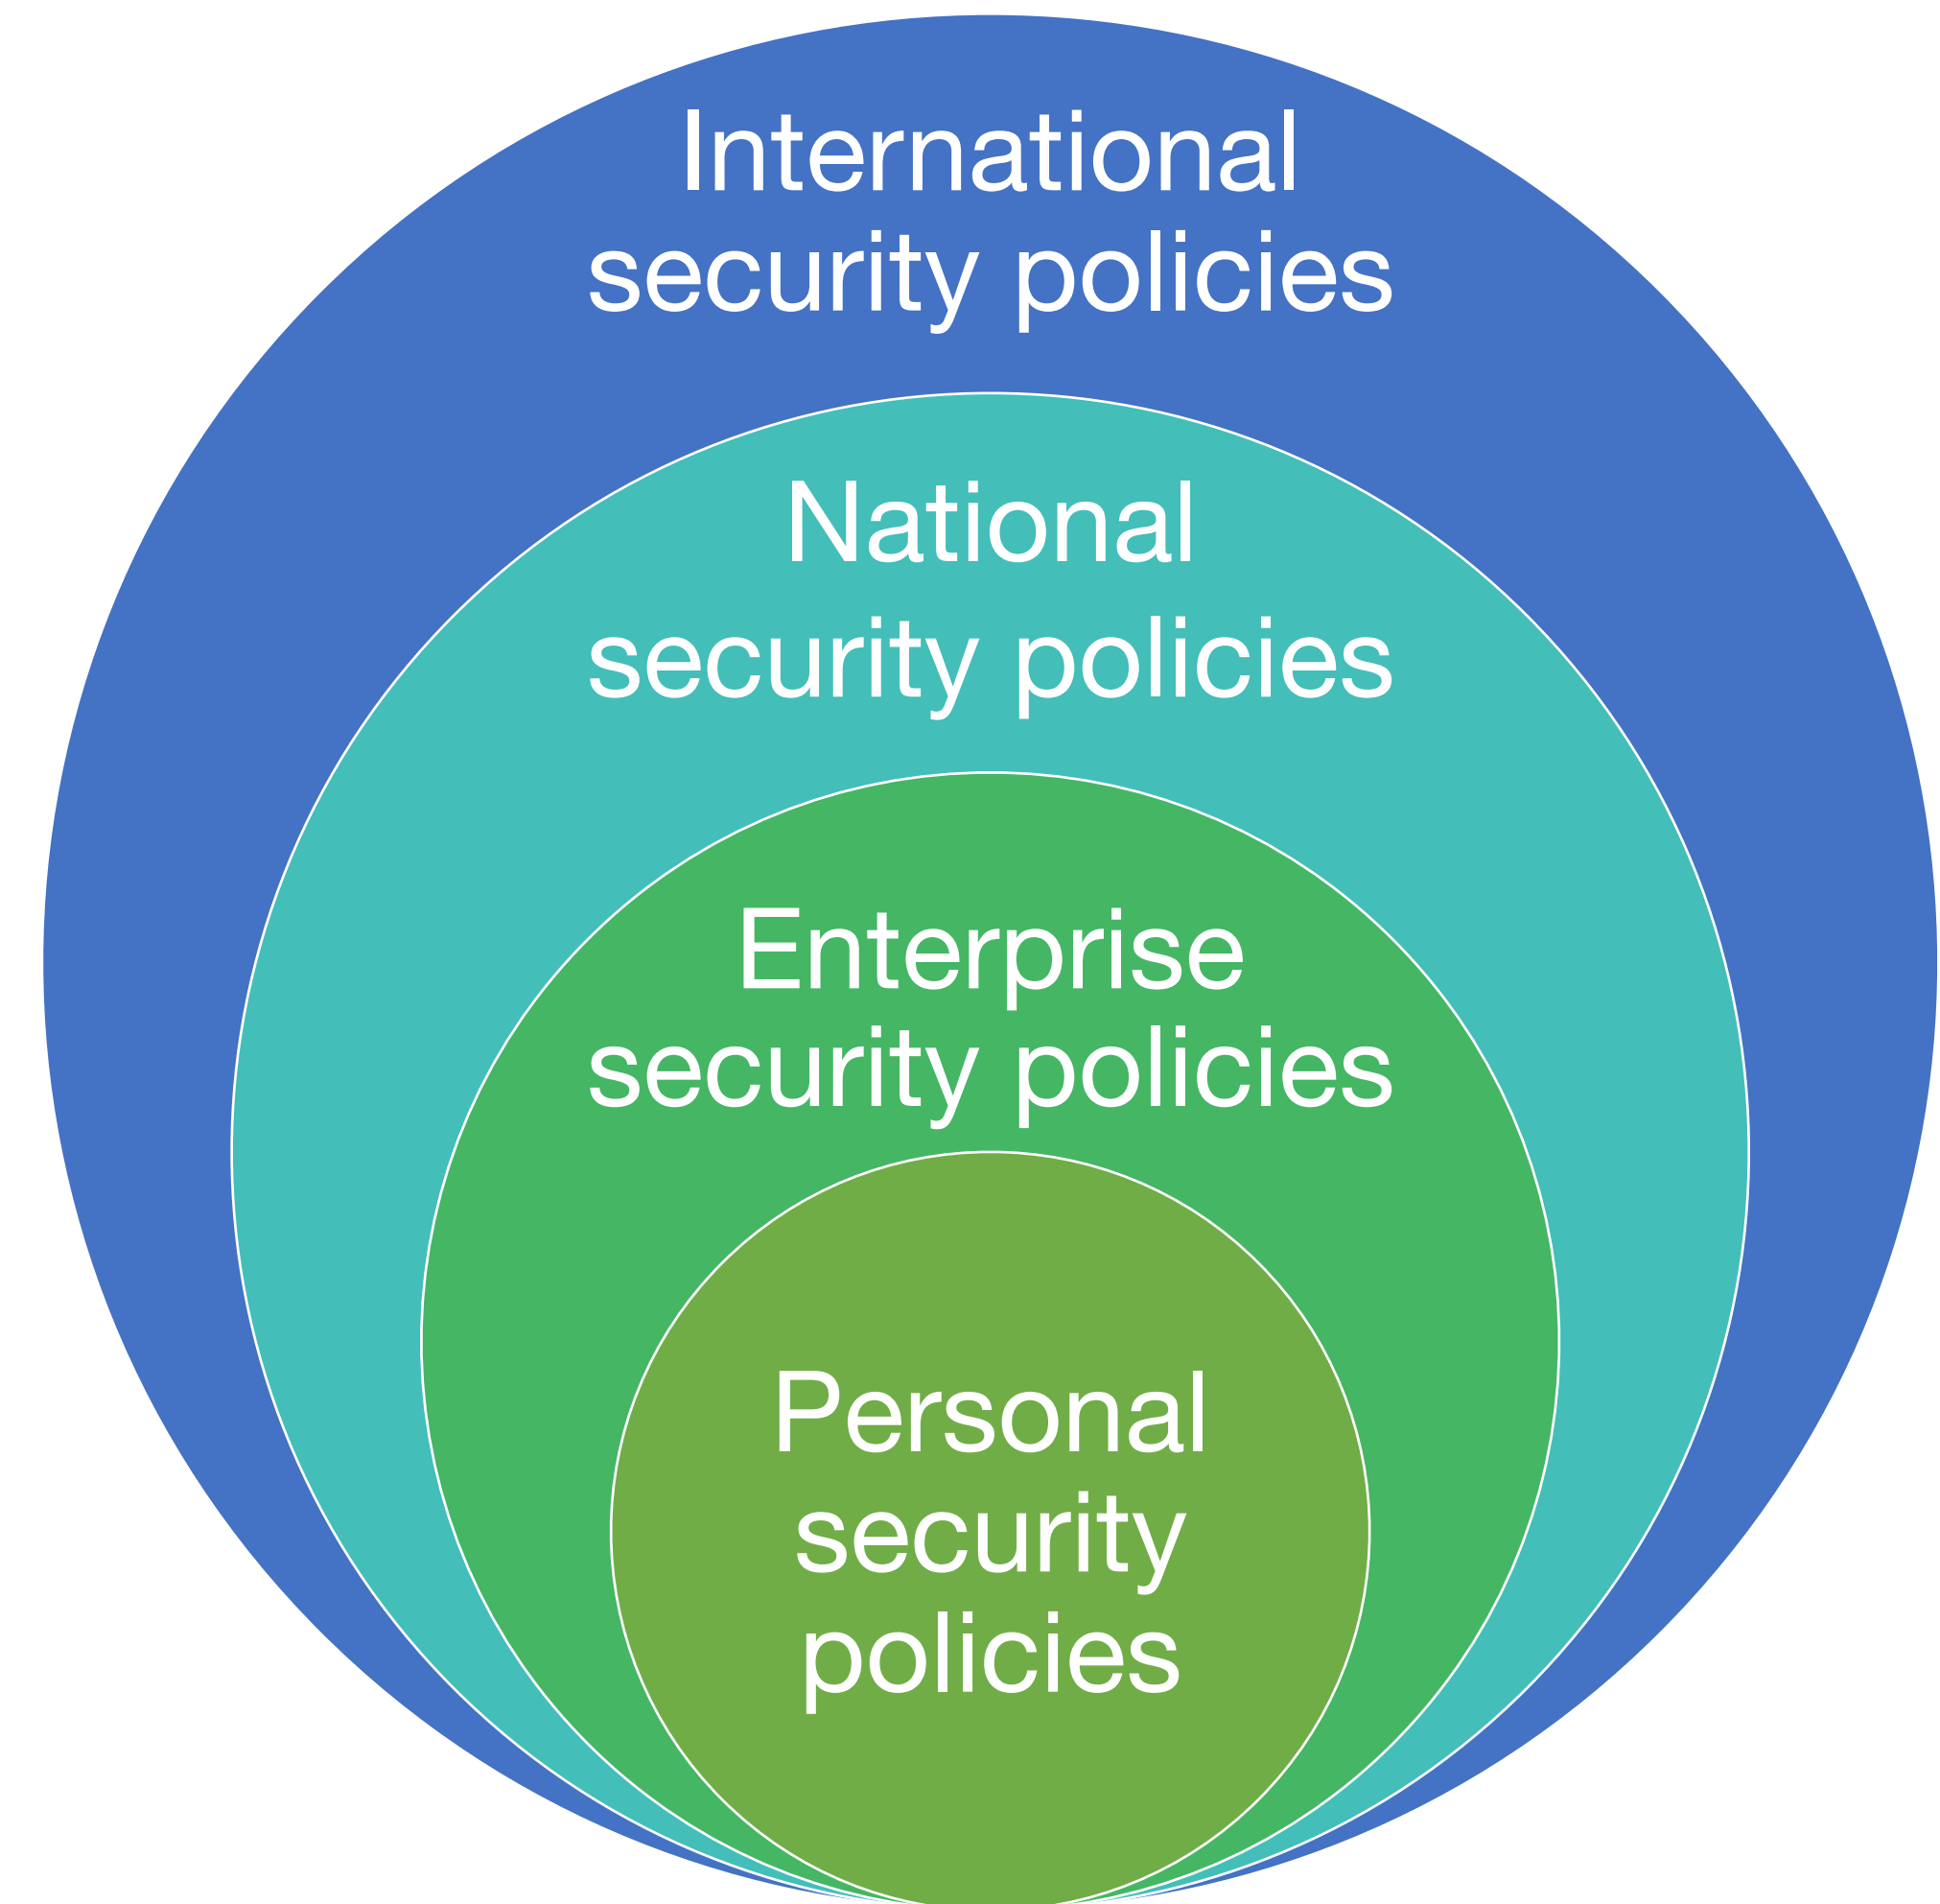 International
security policies
National
security policies
Enterprise
security policies
Personal
security
policies